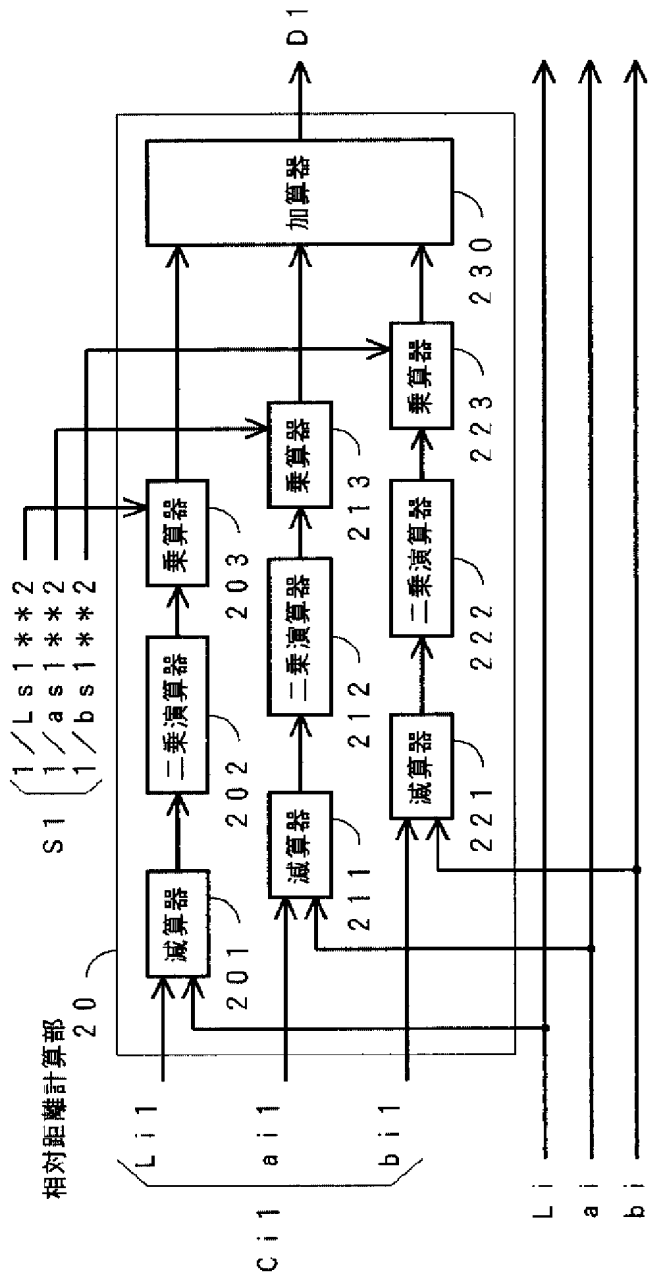 相対距離計算部
20
S1
1/Ls1**2
1/as1**2
1/bs1**2
Ci1
Li1
ai1
bi1
減算器
201
二乗演算器
202
乗算器
203
減算器
211
二乗演算器
212
乗算器
213
減算器
221
二乗演算器
222
乗算器
223
加算器
230
D1
Li
ai
bi